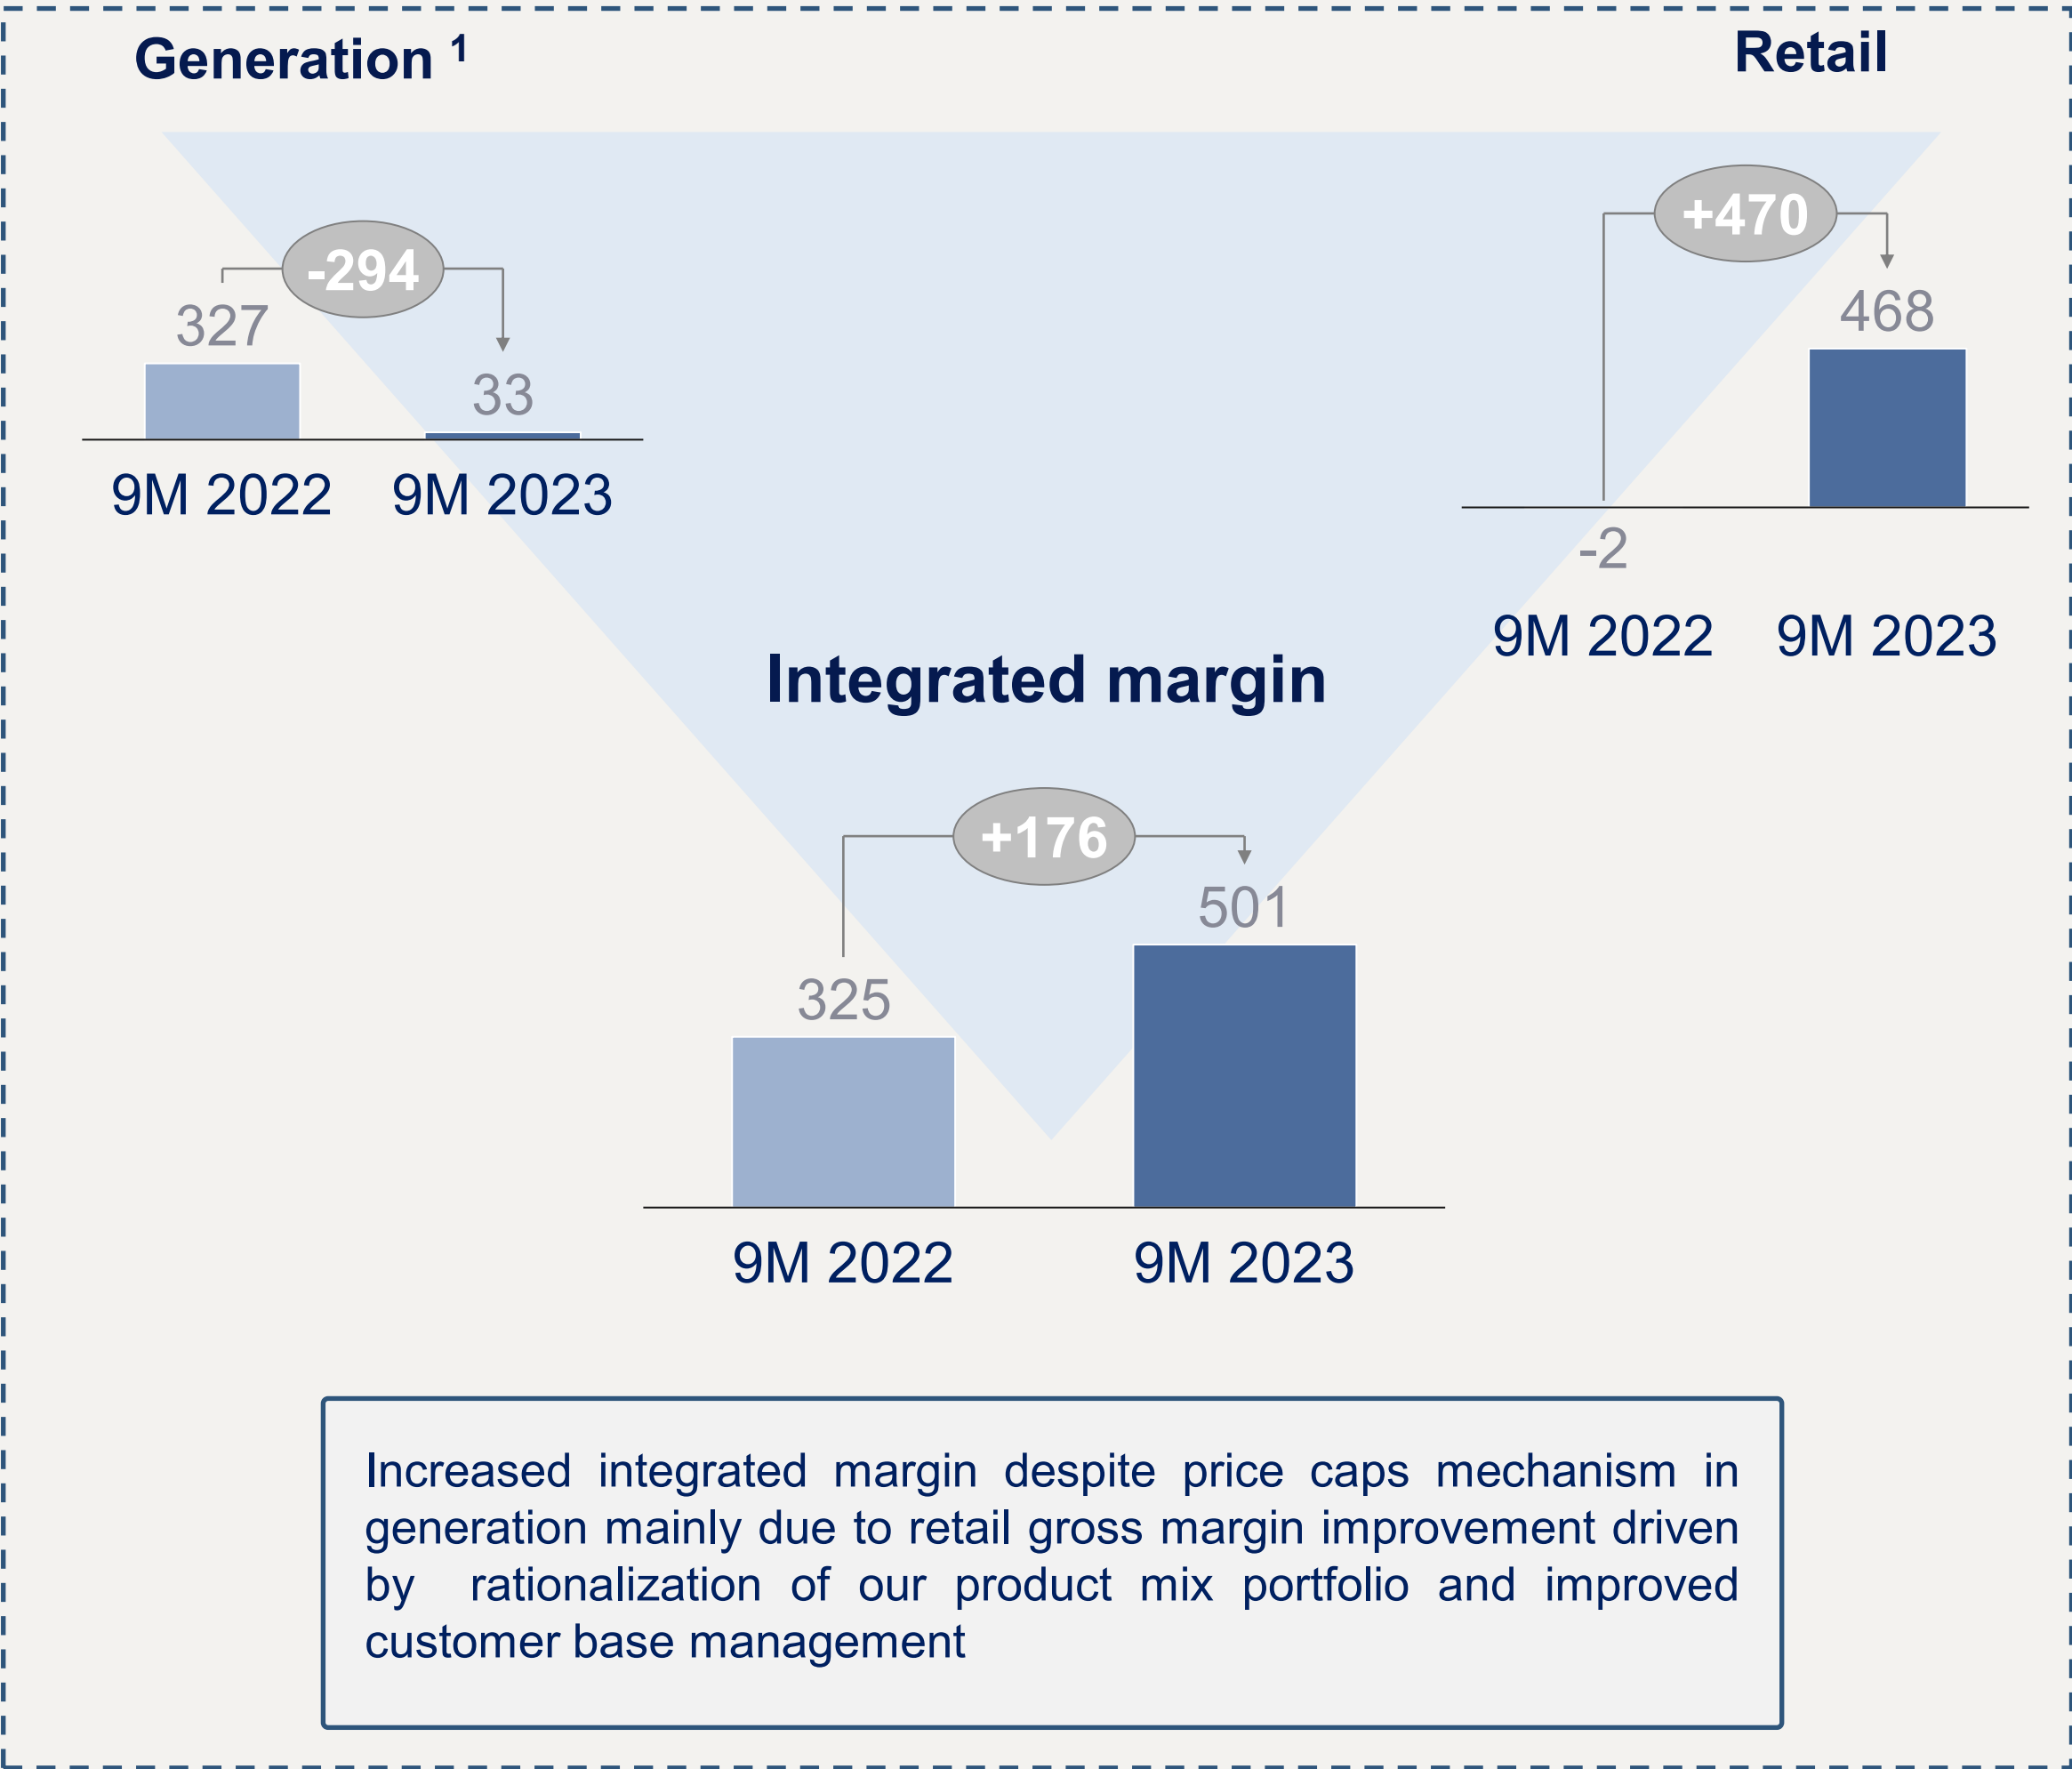 Generation 1
Retail
-294
327
33
9M 2022
9M 2023
+470
468
-2
9M 2022
9M 2023
Integrated margin
+176
325
501
9M 2022
9M 2023
Increased integrated margin despite price caps mechanism in
generation mainly due to retail gross margin improvement driven
by rationalization of our product mix portfolio and improved
customer base management